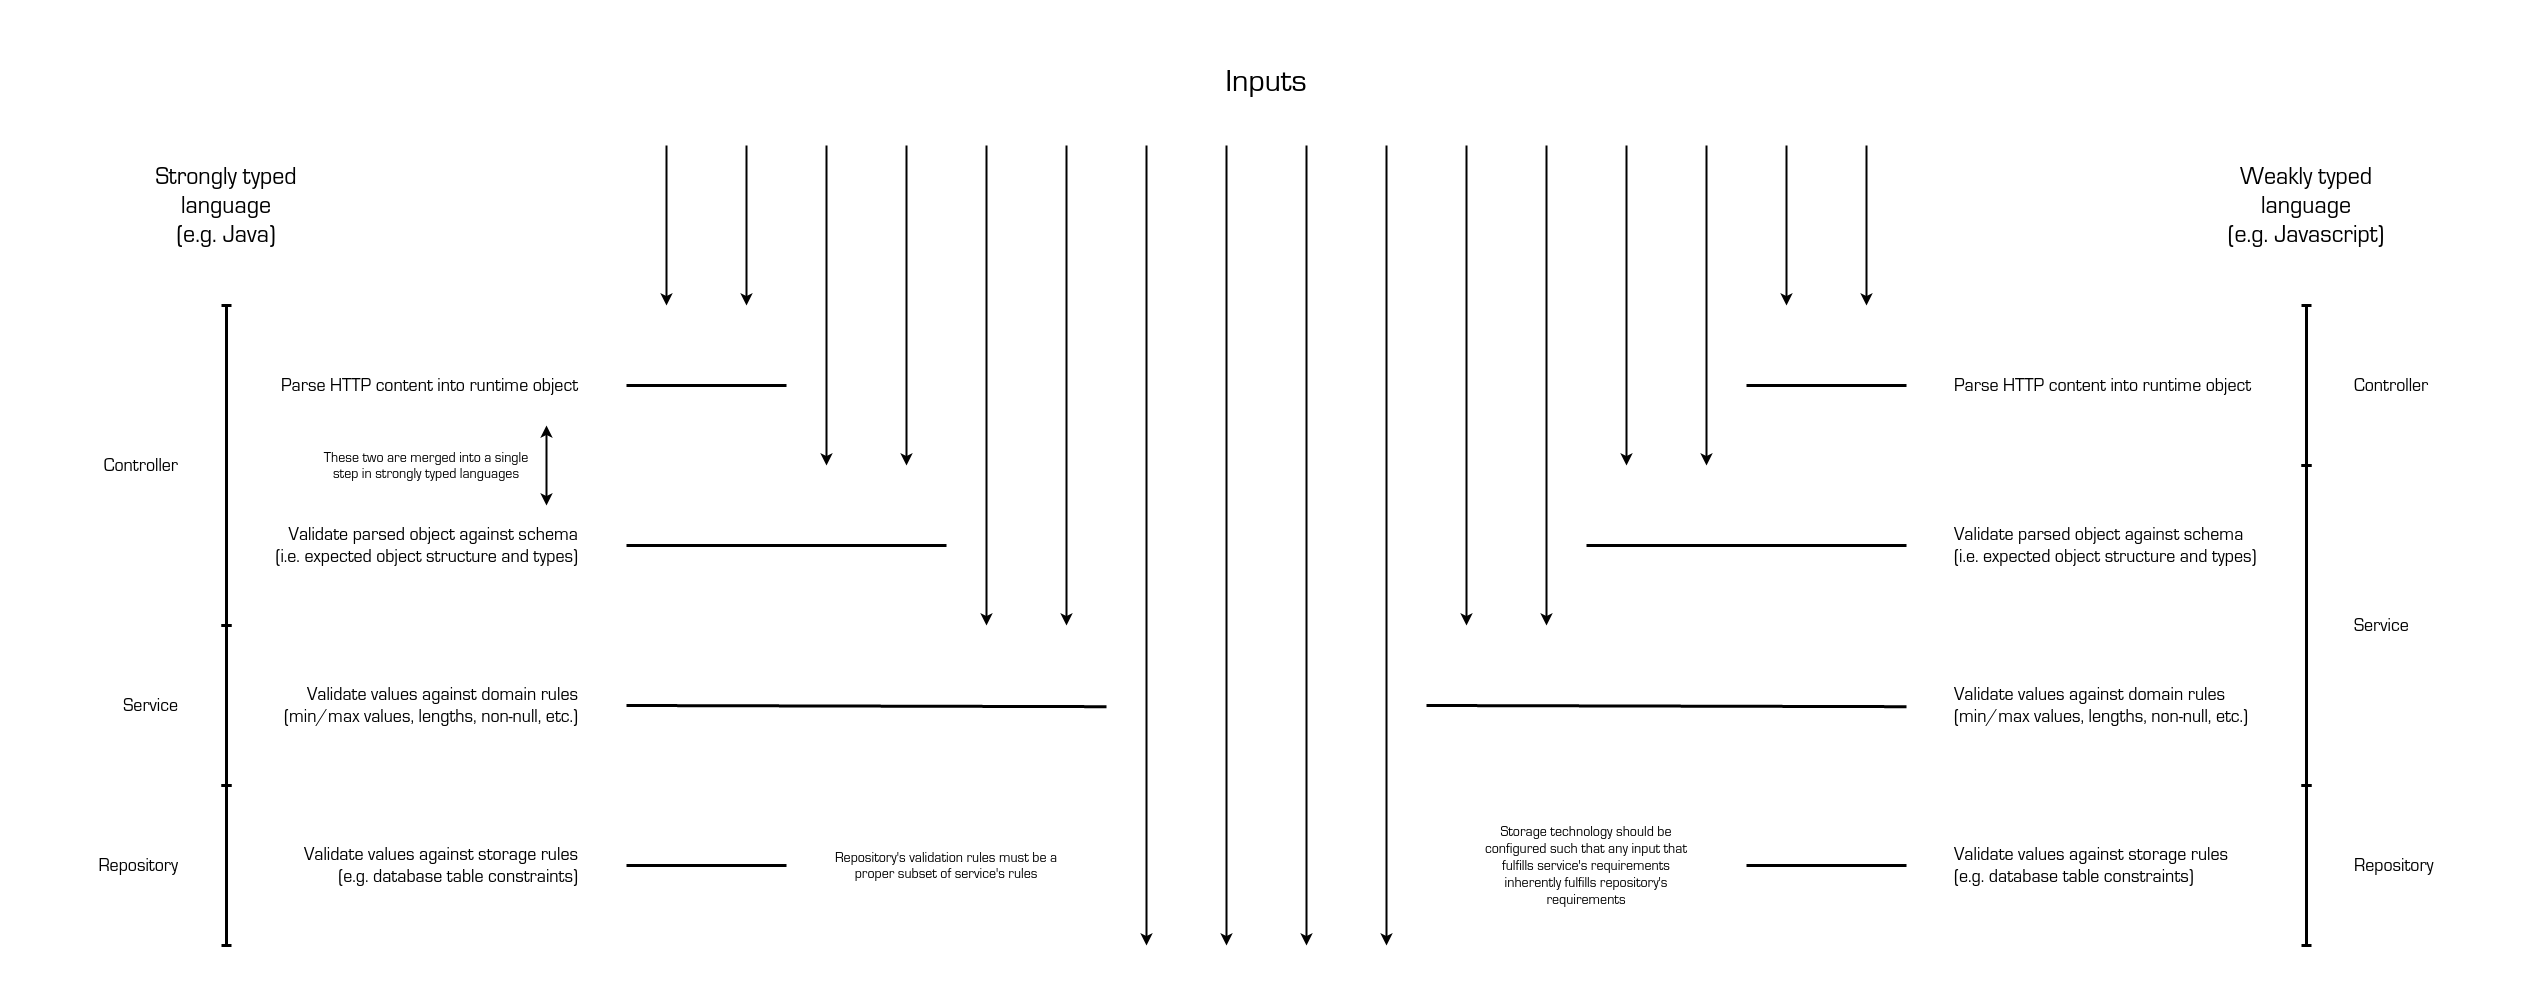 Inputs
Strongly typed
language
(e.g. Java)
Weakly typed
language
(e.g. Javascript)
Controller
Parse HTTP content into runtime object
These two are merged into a single
step in strongly typed languages
Validate parsed object against schema
(i.e. expected object structure and types)
Service
Validate values against domain rules
(min/max values, lengths, non-null, etc.)
Repository
Validate values against storage rules
(e.g. database table constraints)
Repository's validation rules must be a
proper subset of service's rules
Parse HTTP content into runtime object
Controller
Validate parsed object against schema
(i.e. expected object structure and types)
Service
Validate values against domain rules
(min/max values, lengths, non-null, etc.)
Storage technology should be
configured such that any input that
fulfills service's requirements
inherently fulfills repository's
requirements
Validate values against storage rules
(e.g. database table constraints)
Repository